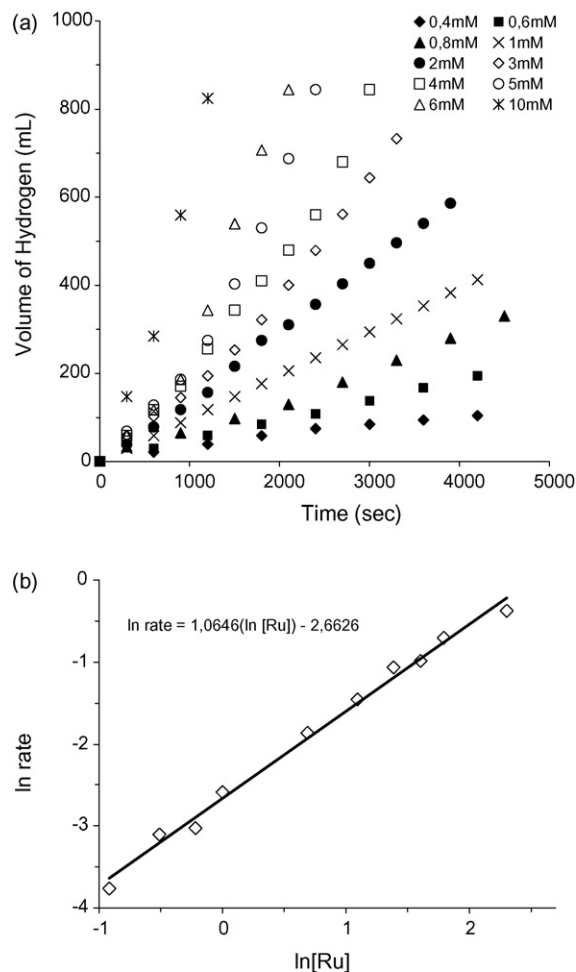 (a)
1000
800
600
400
200
0
Volume of Hydrogen (mL)
0,4mM 0,6mM
0,8mM 1mM
2mM 3mM
4mM 5mM
6mM 10mM
0 1000 2000 3000 4000 5000
Time (sec)
(b)
0
-1
-2
-3
-4
ln rate
ln rate = 1,0646(ln [Ru]) - 2,6626
-1 0 1 2
ln[Ru]